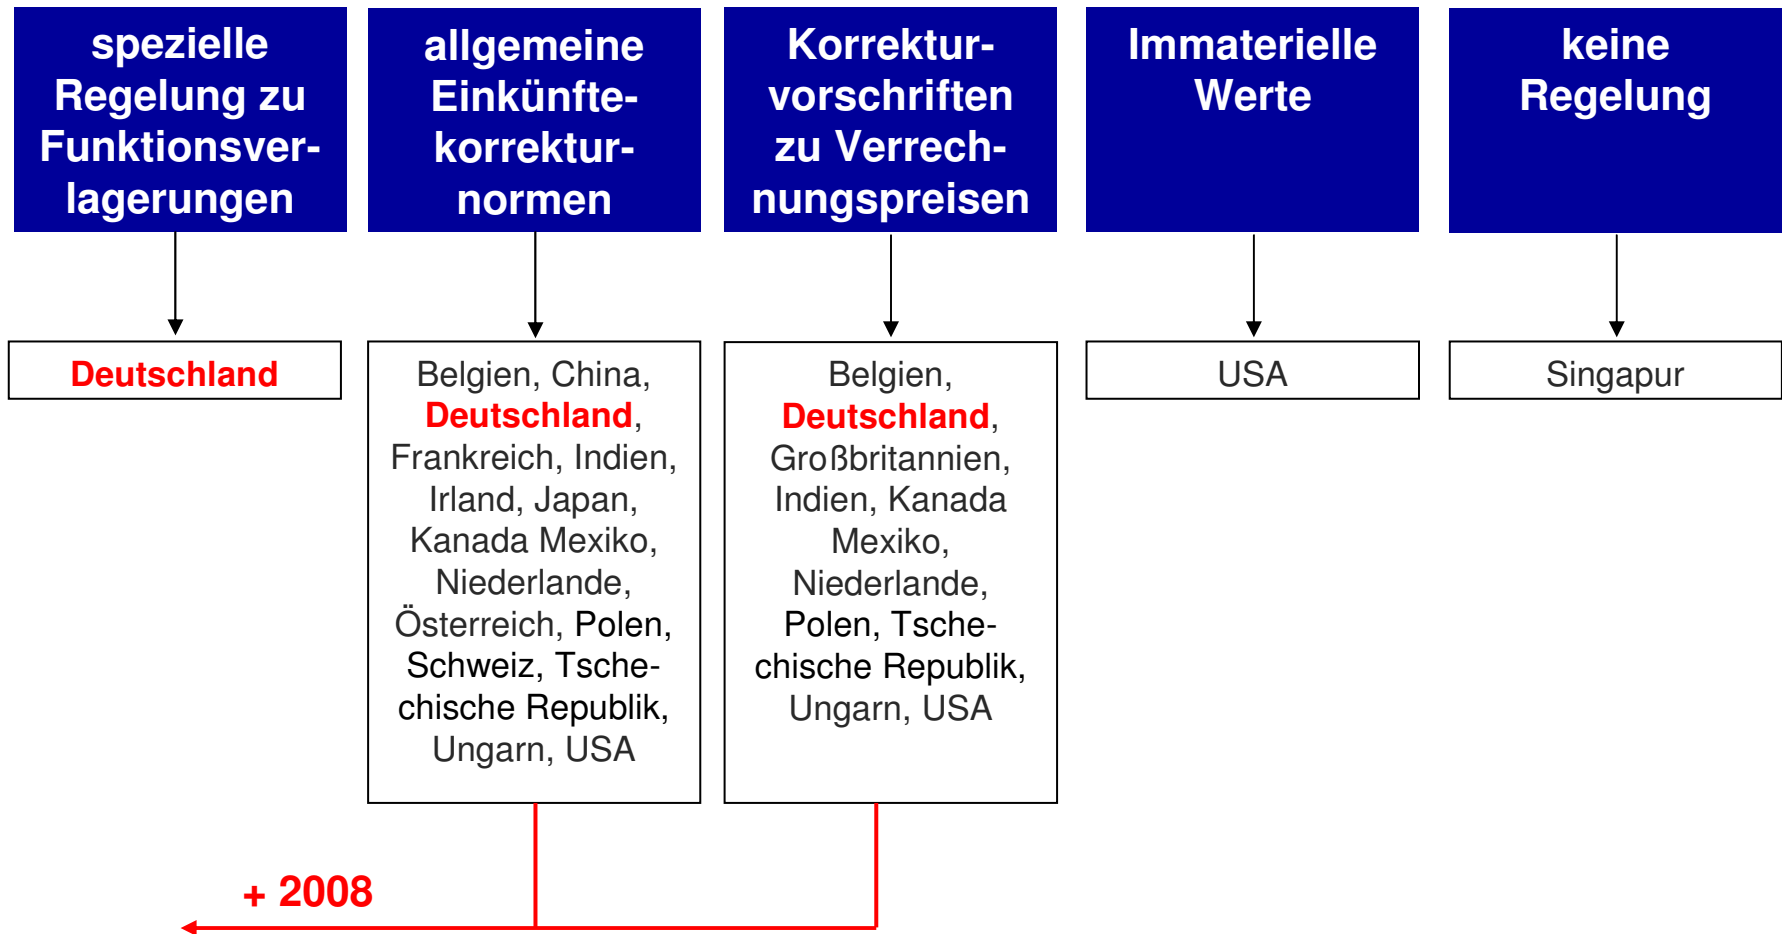 spezielle
Regelung zu
Funktionsver-
lagerungen
allgemeine
Einkünfte-
korrektur-
normen
Korrektur-
vorschriften
zu Verrech-
nungspreisen
Immaterielle
Werte
keine
Regelung
Deutschland
Belgien, China,
Deutschland,
Frankreich, Indien,
Irland, Japan,
Kanada Mexiko,
Niederlande,
Österreich, Polen,
Schweiz, Tsche-
chische Republik,
Ungarn, USA
Belgien,
Deutschland,
Großbritannien,
Indien, Kanada
Mexiko,
Niederlande,
Polen, Tsche-
chische Republik,
Ungarn, USA
USA
Singapur
+ 2008